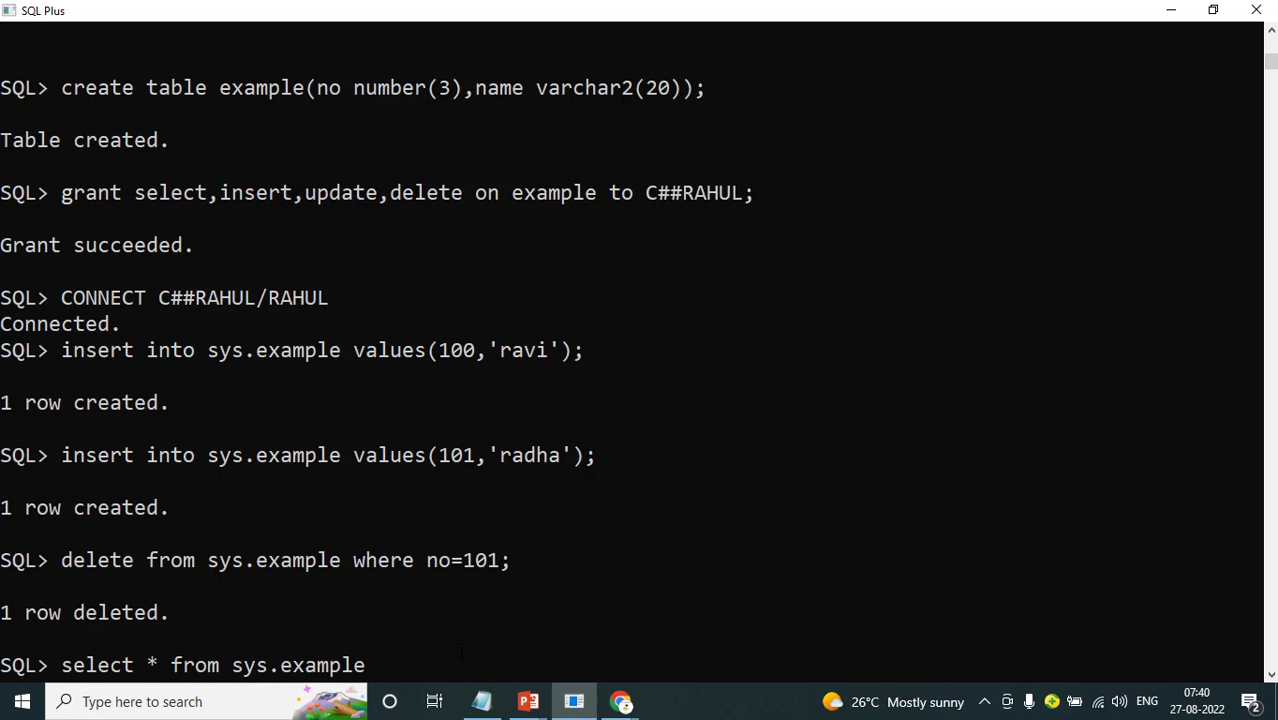 SQL Plus
SQL> create table example(no number(3),name varchar2(20));
Table created.
SQL> grant select,insert,update,delete on example to C##RAHUL;
Grant succeeded.
SQL> CONNECT C##RAHUL/RAHUL
Connected.
SQL> insert into sys.example values(100,'ravi');
1 row created.
SQL> insert into sys.example values(101,'radha');
1 row created.
SQL> delete from sys.example where no=101;
1 row deleted.
SQL> select * from sys.example
Type here to search
26°C Mostly sunny
ENG
07:40
27-08-2022
2